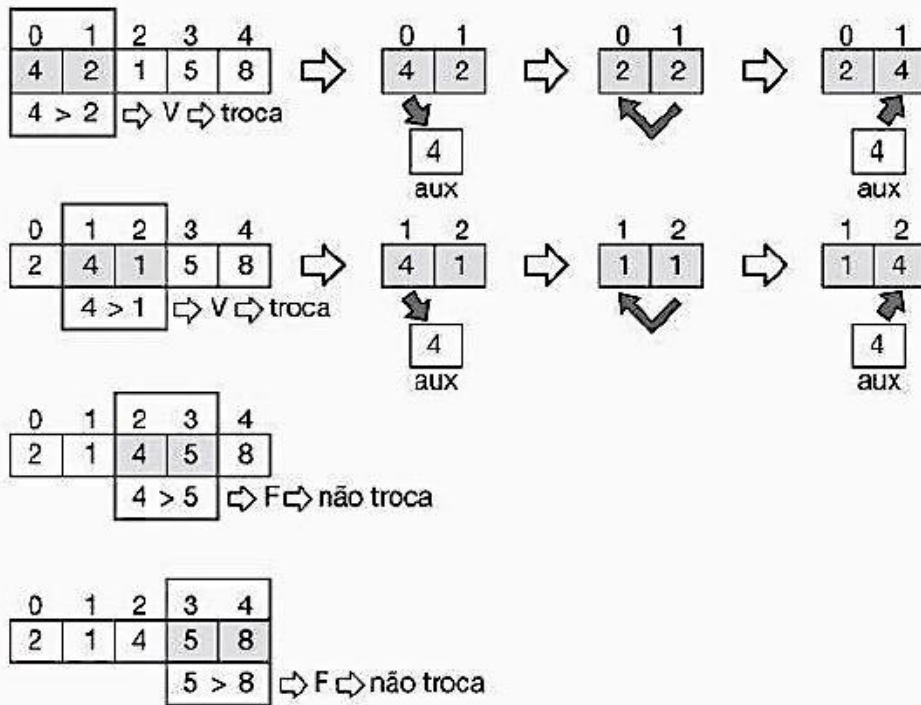 0 1 2 3 4 0 1 0 1 0 1
4 2 1 5 8 4 2 2 2 2 4
4 > 2 V troca
4 4
aux aux
0 1 2 3 4 1 2 1 2 1 2
2 4 1 5 8 4 1 1 1 1 4
4 > 1 V troca
4 4
aux aux
0 1 2 3 4
2 1 4 5 8
4 > 5 F não troca
0 1 2 3 4
2 1 4 5 8
5 > 8 F não troca